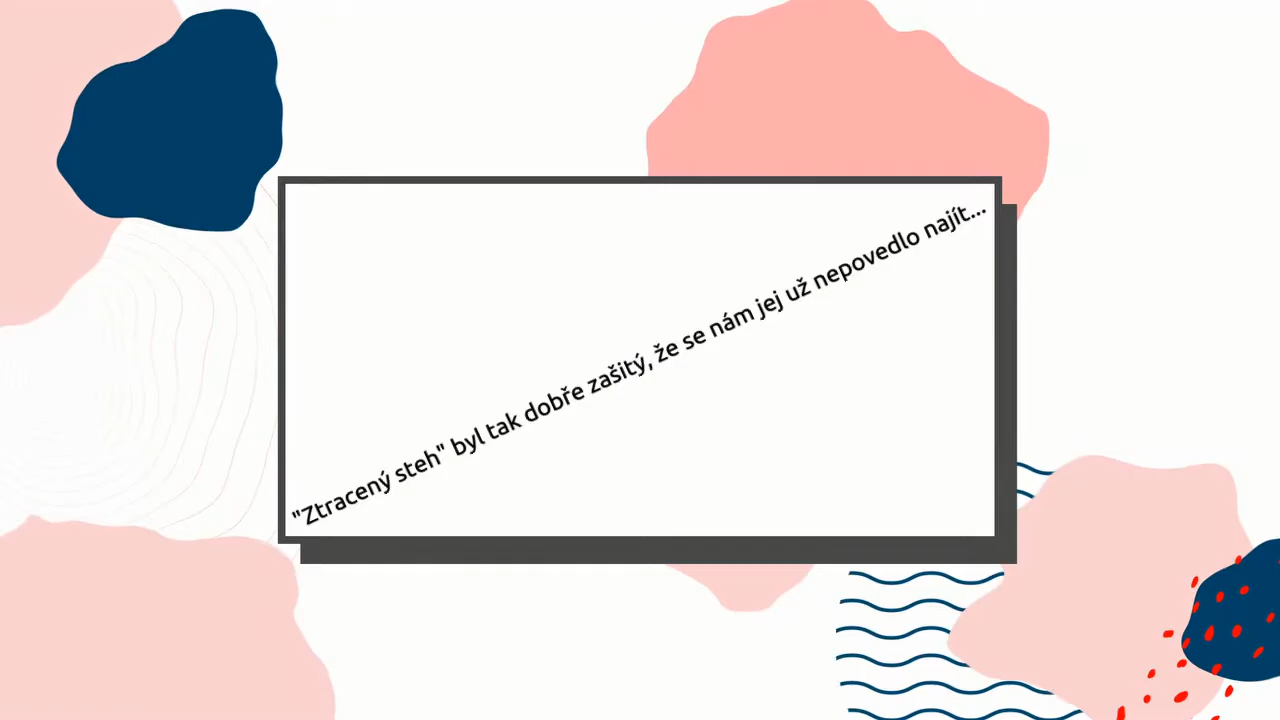 "Ztracený steh" byl tak dobře zašitý, že se nám jej už nepovedlo najít...